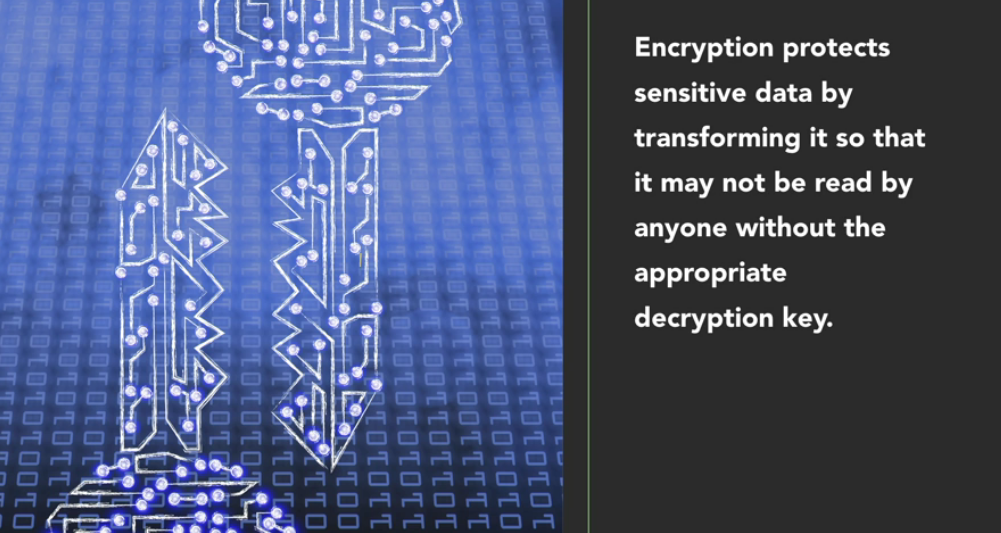 Encryption protects
sensitive data by
transforming it so that
it may not be read by
anyone without the
appropriate
decryption key.